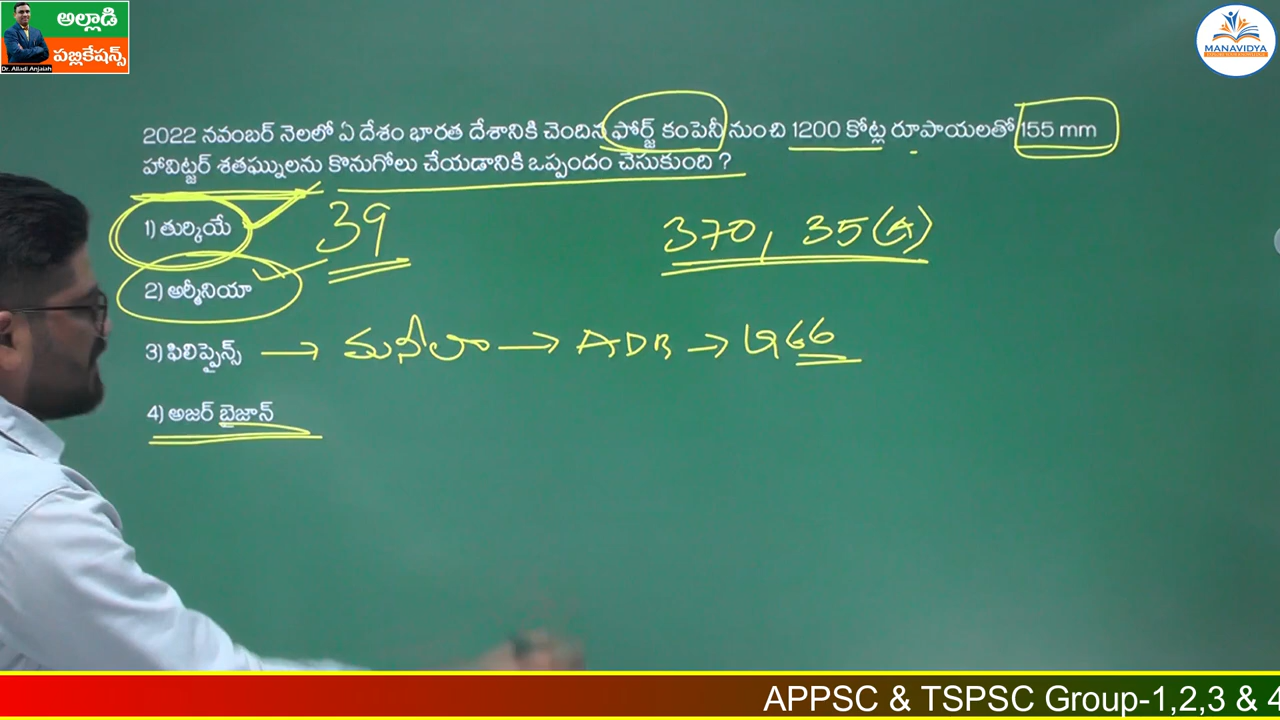 అల్లాడి
పబ్లికేషన్స్
Dr. Alladi Anjaiah
MANAVIDYA
2022 నవంబర్ నెలలో ఏ దేశం భారత దేశానికి చెందిన ఫోర్జ్ కంపెనీ నుంచి 1200 కోట్ల రూపాయలతో 155 mm
హావిట్జర్ శతఘ్నులను కొనుగోలు చేయడానికి ఒప్పందం చేసుకుంది ?
1) తుర్కియే
39
370, 35(A)
2) అర్మీనియా
3) ఫిలిప్పైన్స్ → మనీలా → ADB → 1966
4) అజర్ బైజాన్
APPSC & TSPSC Group-1,2,3 & 4